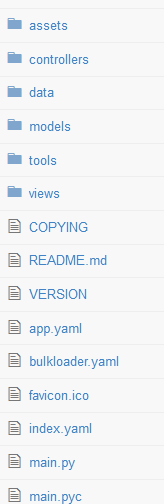 assets
controllers
data
models
tools
views
COPYING
README.md
VERSION
app.yaml
bulkloader.yaml
favicon.ico
index.yaml
main.py
main.pyc